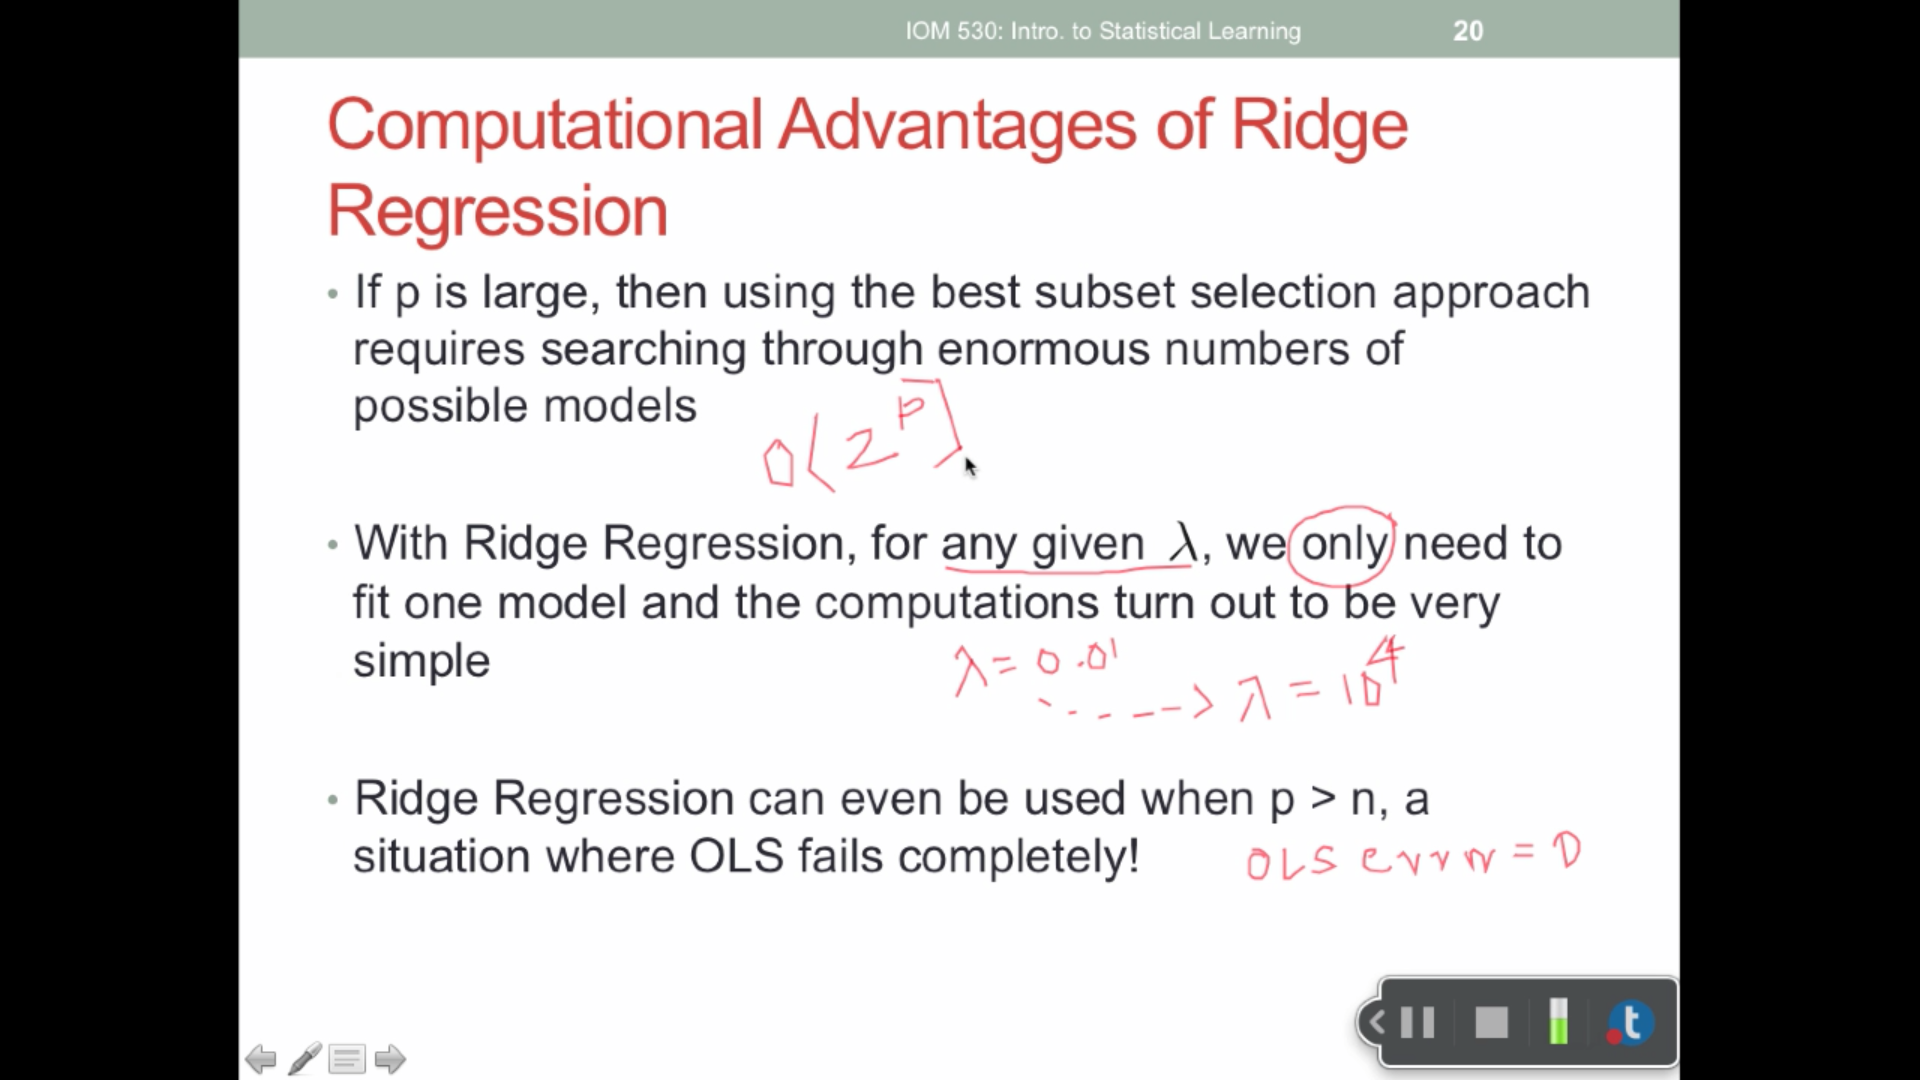 IOM 530: Intro. to Statistical Learning 20
Computational Advantages of Ridge
Regression
• If p is large, then using the best subset selection approach
requires searching through enormous numbers of
possible models
O(2^p)
• With Ridge Regression, for any given λ, we only need to
fit one model and the computations turn out to be very
simple
λ = 0.01
-----> λ = 10^4
• Ridge Regression can even be used when p > n, a
situation where OLS fails completely!
OLS error = 0
t